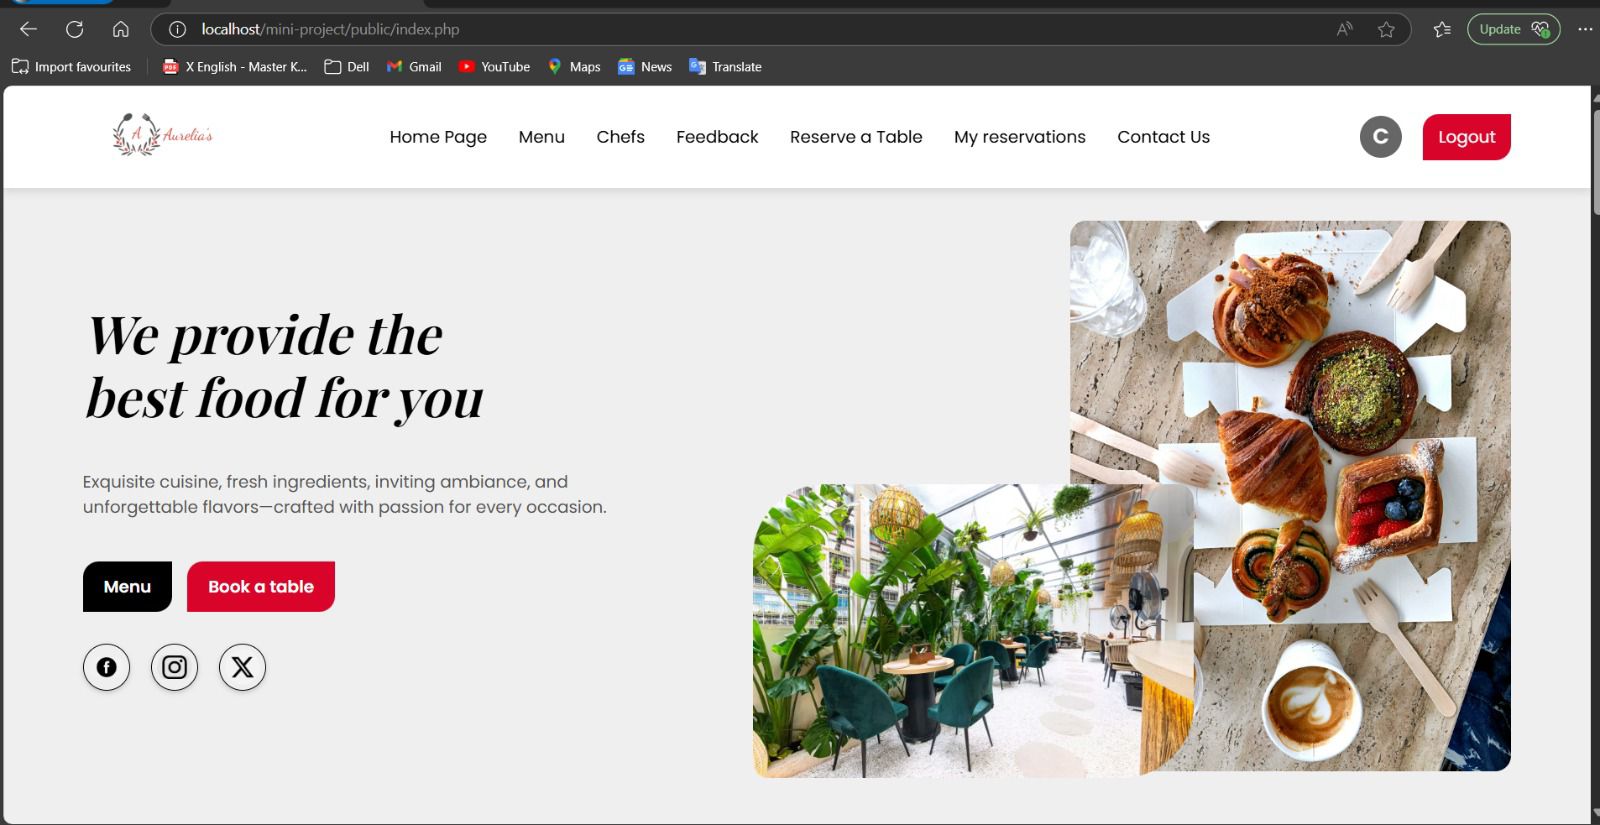 localhost/mini-project/public/index.php
Update
Import favourites
X English - Master K...
Dell
Gmail
YouTube
Maps
News
Translate
A Aurelia's
Home Page
Menu
Chefs
Feedback
Reserve a Table
My reservations
Contact Us
C
Logout
We provide the
best food for you
Exquisite cuisine, fresh ingredients, inviting ambiance, and
unforgettable flavors—crafted with passion for every occasion.
Menu
Book a table